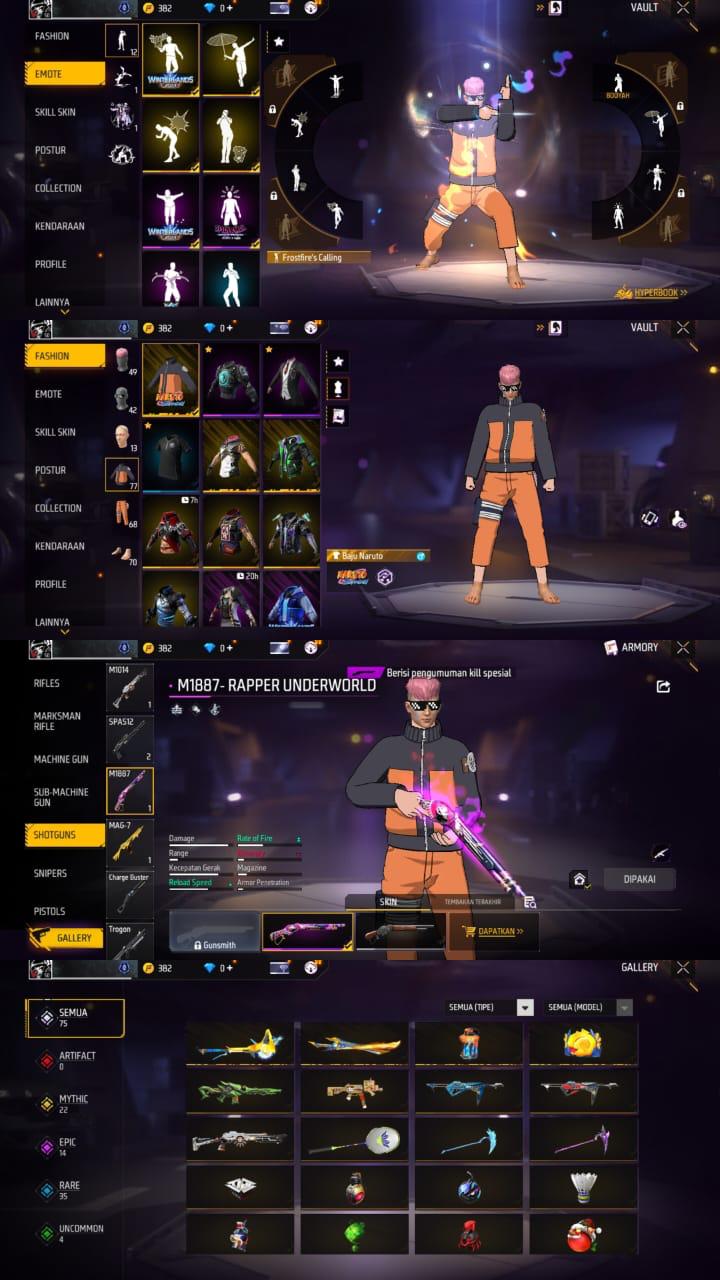 382
0+
VAULT
FASHION
EMOTE
SKILL SKIN
POSTUR
COLLECTION
KENDARAAN
PROFILE
LAINNYA
12
1
1
WINTERLANDS
WINTERLANDS
BOOYAH
Frostfire's Calling
HYPERBOOK >>
382
0+
VAULT
FASHION
EMOTE
SKILL SKIN
POSTUR
COLLECTION
KENDARAAN
PROFILE
LAINNYA
49
42
13
77
68
70
NARUTO
7h
20h
Baju Naruto
NARUTO
382
0+
ARMORY
RIFLES
MARKSMAN RIFLE
MACHINE GUN
SUB-MACHINE GUN
SHOTGUNS
SNIPERS
PISTOLS
GALLERY
M1014
1
SPAS12
2
M1887
1
MAG-7
1
Charge Buster
Trogon
Berisi pengumuman kill spesial
M1887- RAPPER UNDERWORLD
Damage
Rate of Fire
Range
Kecepatan Gerak
Magazine
Reload Speed
Armor Penetration
DIPAKAI
SKIN
TEMBAKAN TERAKHIR
Gunsmith
DAPATKAN >>
382
0+
GALLERY
SEMUA
75
ARTIFACT
0
MYTHIC
22
EPIC
14
RARE
35
UNCOMMON
4
SEMUA (TIPE)
SEMUA (MODEL)